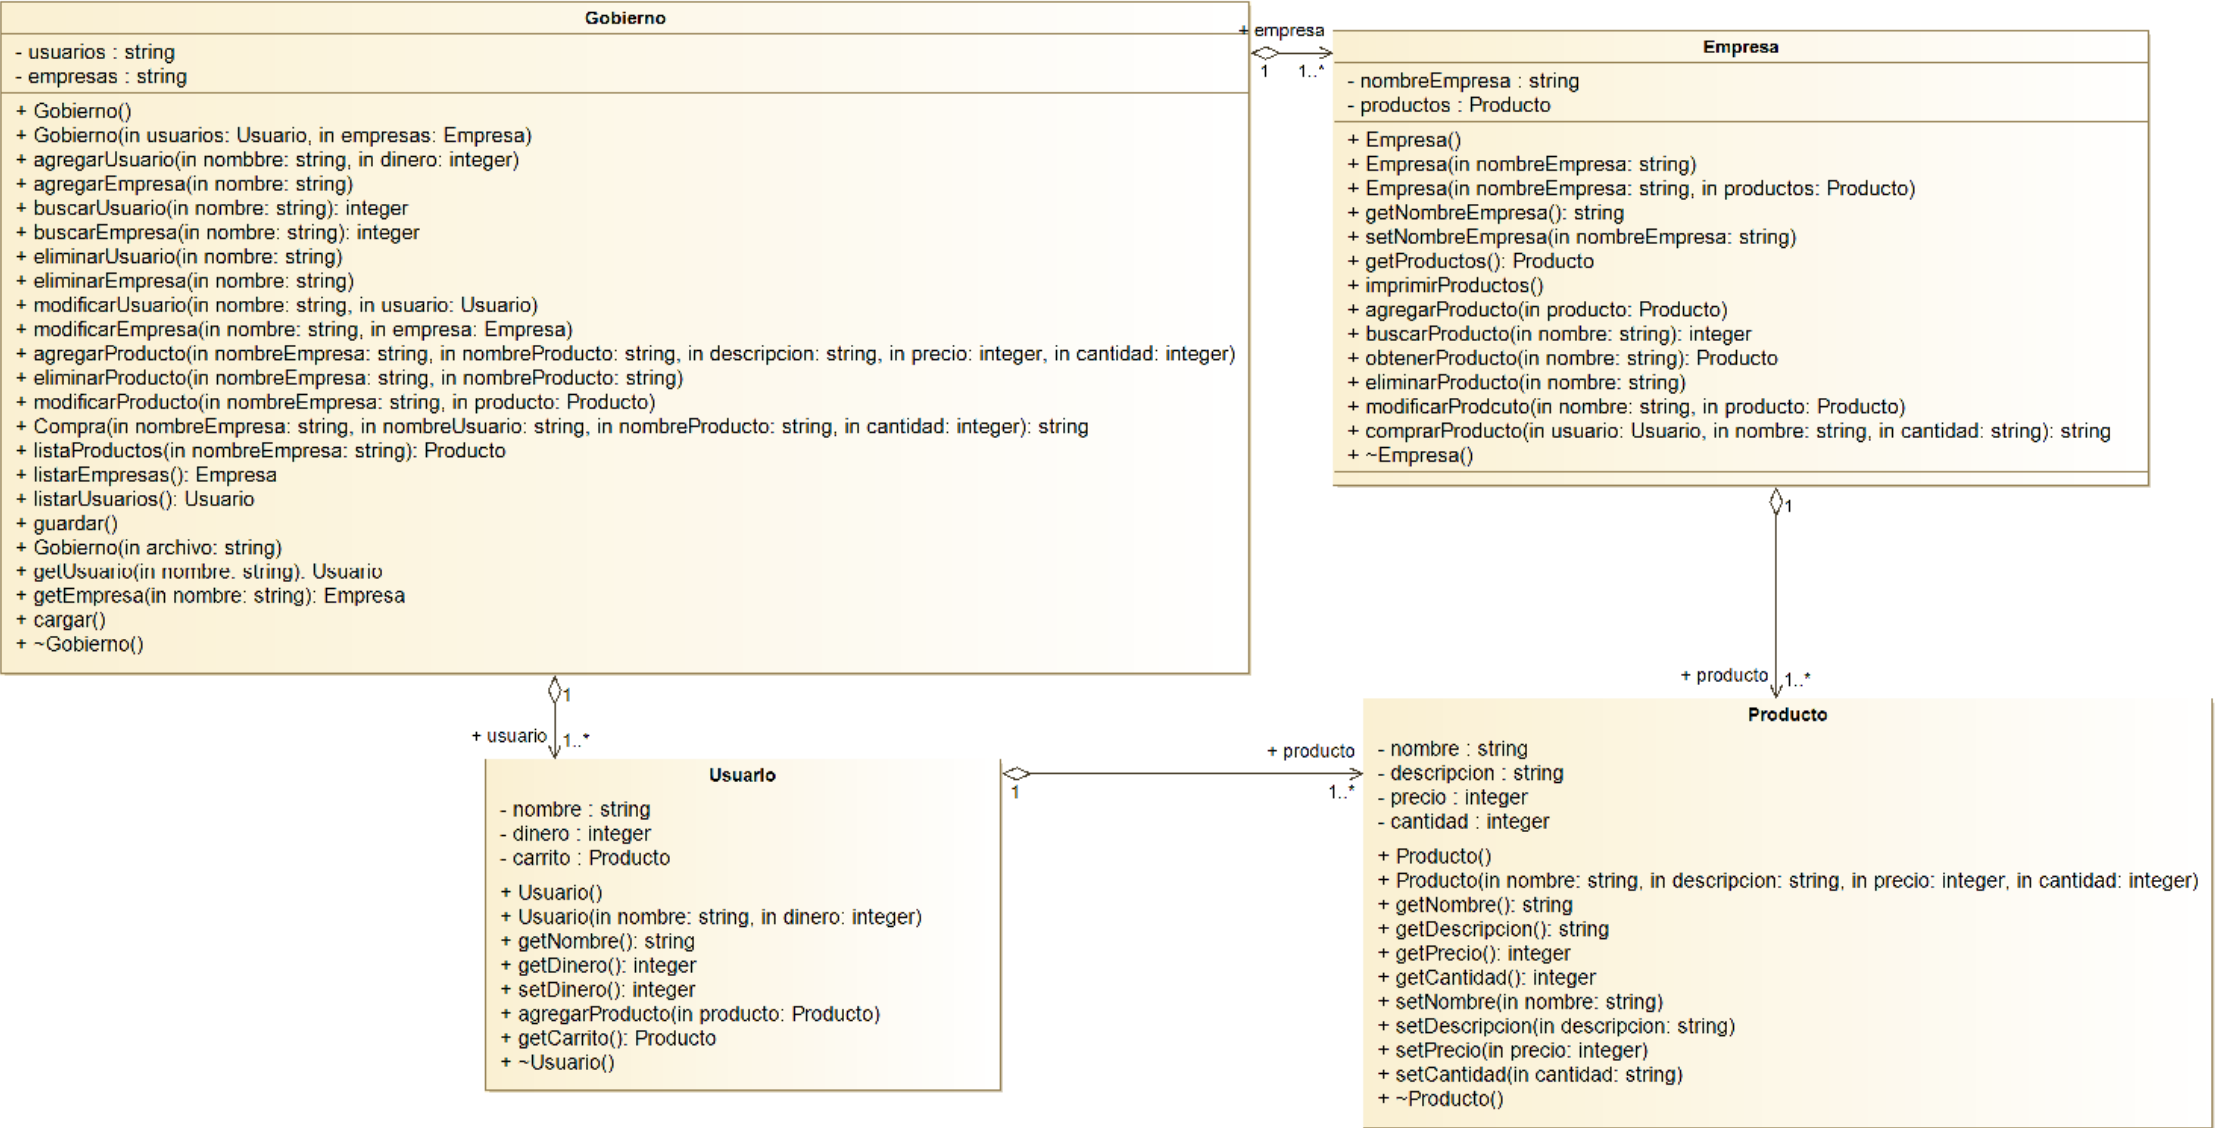 Gobierno
- usuarios : string
- empresas : string
+ Gobierno()
+ Gobierno(in usuarios: Usuario, in empresas: Empresa)
+ agregarUsuario(in nombbre: string, in dinero: integer)
+ agregarEmpresa(in nombre: string)
+ buscarUsuario(in nombre: string): integer
+ buscarEmpresa(in nombre: string): integer
+ eliminarUsuario(in nombre: string)
+ eliminarEmpresa(in nombre: string)
+ modificarUsuario(in nombre: string, in usuario: Usuario)
+ modificarEmpresa(in nombre: string, in empresa: Empresa)
+ agregarProducto(in nombreEmpresa: string, in nombreProducto: string, in descripcion: string, in precio: integer, in cantidad: integer)
+ eliminarProducto(in nombreEmpresa: string, in nombreProducto: string)
+ modificarProducto(in nombreEmpresa: string, in producto: Producto)
+ Compra(in nombreEmpresa: string, in nombreUsuario: string, in nombreProducto: string, in cantidad: integer): string
+ listaProductos(in nombreEmpresa: string): Producto
+ listarEmpresas(): Empresa
+ listarUsuarios(): Usuario
+ guardar()
+ Gobierno(in archivo: string)
+ getUsuario(in nombre: string): Usuario
+ getEmpresa(in nombre: string): Empresa
+ cargar()
+ ~Gobierno()
+ empresa
1
1..*
Empresa
- nombreEmpresa : string
- productos : Producto
+ Empresa()
+ Empresa(in nombreEmpresa: string)
+ Empresa(in nombreEmpresa: string, in productos: Producto)
+ getNombreEmpresa(): string
+ setNombreEmpresa(in nombreEmpresa: string)
+ getProductos(): Producto
+ imprimirProductos()
+ agregarProducto(in producto: Producto)
+ buscarProducto(in nombre: string): integer
+ obtenerProducto(in nombre: string): Producto
+ eliminarProducto(in nombre: string)
+ modificarProdcuto(in nombre: string, in producto: Producto)
+ comprarProducto(in usuario: Usuario, in nombre: string, in cantidad: string): string
+ ~Empresa()
1
+ producto
1..*
1
+ usuario
1..*
Usuario
- nombre : string
- dinero : integer
- carrito : Producto
+ Usuario()
+ Usuario(in nombre: string, in dinero: integer)
+ getNombre(): string
+ getDinero(): integer
+ setDinero(): integer
+ agregarProducto(in producto: Producto)
+ getCarrito(): Producto
+ ~Usuario()
1
+ producto
1..*
Producto
- nombre : string
- descripcion : string
- precio : integer
- cantidad : integer
+ Producto()
+ Producto(in nombre: string, in descripcion: string, in precio: integer, in cantidad: integer)
+ getNombre(): string
+ getDescripcion(): string
+ getPrecio(): integer
+ getCantidad(): integer
+ setNombre(in nombre: string)
+ setDescripcion(in descripcion: string)
+ setPrecio(in precio: integer)
+ setCantidad(in cantidad: string)
+ ~Producto()